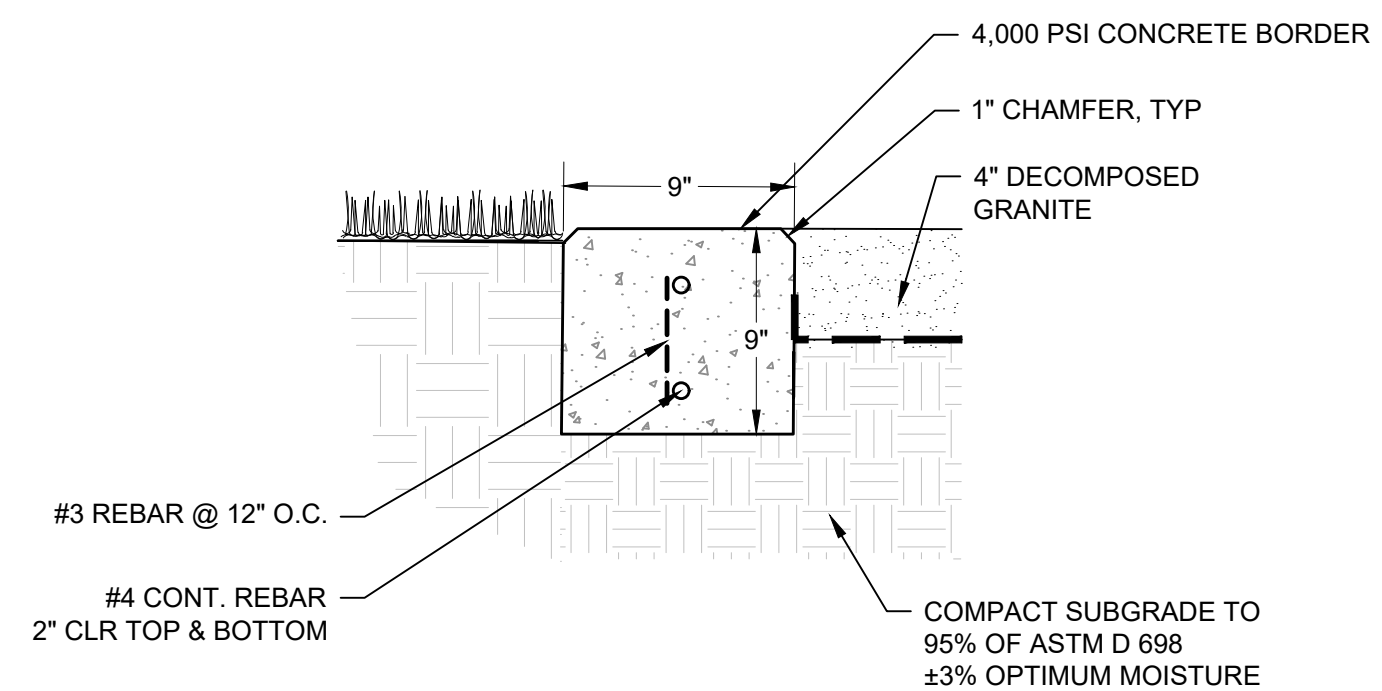 4,000 PSI CONCRETE BORDER
1" CHAMFER, TYP
4" DECOMPOSED
GRANITE
9"
9"
#3 REBAR @ 12" O.C.
#4 CONT. REBAR
2" CLR TOP & BOTTOM
COMPACT SUBGRADE TO
95% OF ASTM D 698
±3% OPTIMUM MOISTURE